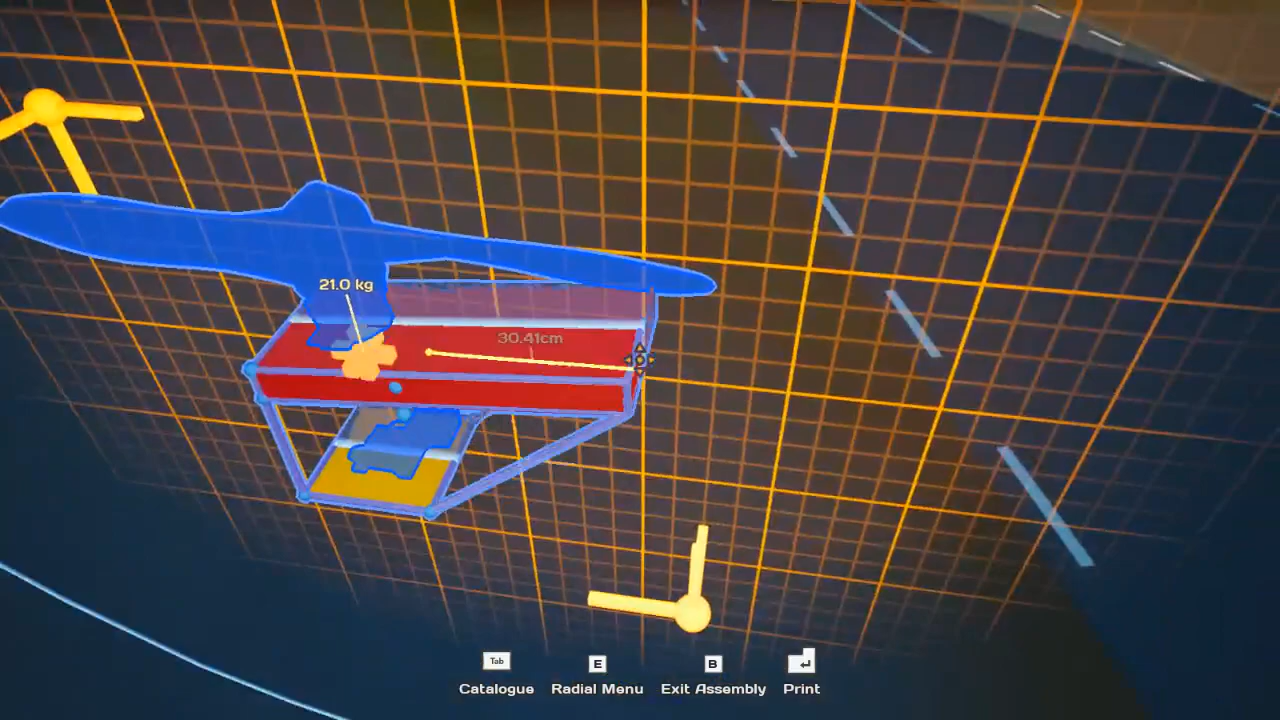 21.0 kg
30.41cm
Tab
E
B
Catalogue
Radial Menu
Exit Assembly
Print